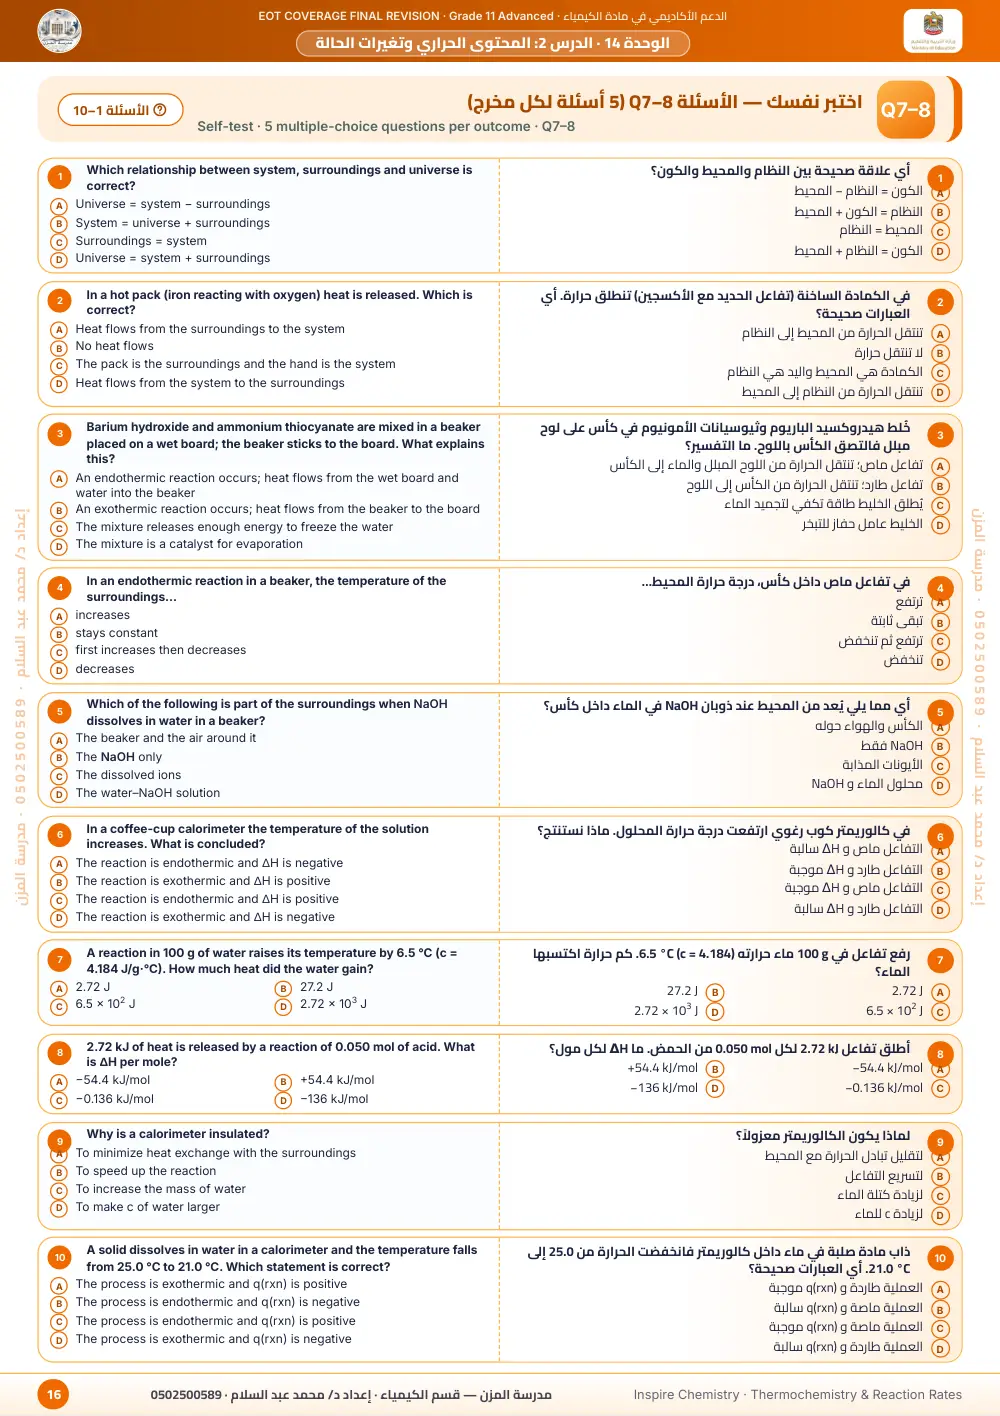 EOT COVERAGE FINAL REVISION · Grade 11 Advanced · الدعم الأكاديمي في مادة الكيمياء
الوحدة 14 · الدرس 2: المحتوى الحراري وتغيرات الحالة
اختبر نفسك — الأسئلة Q7–8 (5 أسئلة لكل مخرج)
Self-test · 5 multiple-choice questions per outcome · Q7–8
الأسئلة 1–10
Q7–8
1 Which relationship between system, surroundings and universe is
correct?
A Universe = system − surroundings
B System = universe + surroundings
C Surroundings = system
D Universe = system + surroundings
1 أي علاقة صحيحة بين النظام والمحيط والكون؟
A الكون = النظام − المحيط
B النظام = الكون + المحيط
C المحيط = النظام
D الكون = النظام + المحيط
2 In a hot pack (iron reacting with oxygen) heat is released. Which is
correct?
A Heat flows from the surroundings to the system
B No heat flows
C The pack is the surroundings and the hand is the system
D Heat flows from the system to the surroundings
2 في الكمادة الساخنة (تفاعل الحديد مع الأكسجين) تنطلق حرارة. أي
العبارات صحيحة؟
A تنتقل الحرارة من المحيط إلى النظام
B لا تنتقل حرارة
C الكمادة هي المحيط واليد هي النظام
D تنتقل الحرارة من النظام إلى المحيط
3 Barium hydroxide and ammonium thiocyanate are mixed in a beaker
placed on a wet board; the beaker sticks to the board. What explains
this?
A An endothermic reaction occurs; heat flows from the wet board and
water into the beaker
B An exothermic reaction occurs; heat flows from the beaker to the board
C The mixture releases enough energy to freeze the water
D The mixture is a catalyst for evaporation
3 خُلط هيدروكسيد الباريوم وثيوسيانات الأمونيوم في كأس على لوح
مبلل فالتصق الكأس باللوح. ما التفسير؟
A تفاعل ماص؛ تنتقل الحرارة من اللوح المبلل والماء إلى الكأس
B تفاعل طارد؛ تنتقل الحرارة من الكأس إلى اللوح
C يُطلق الخليط طاقة تكفي لتجميد الماء
D الخليط عامل حفاز للتبخر
4 In an endothermic reaction in a beaker, the temperature of the
surroundings...
A increases
B stays constant
C first increases then decreases
D decreases
4 في تفاعل ماص داخل كأس، درجة حرارة المحيط...
A ترتفع
B تبقى ثابتة
C ترتفع ثم تنخفض
D تنخفض
5 Which of the following is part of the surroundings when NaOH
dissolves in water in a beaker?
A The beaker and the air around it
B The NaOH only
C The dissolved ions
D The water–NaOH solution
5 أي مما يلي يُعد من المحيط عند ذوبان NaOH في الماء داخل كأس؟
A الكأس والهواء حوله
B NaOH فقط
C الأيونات المذابة
D محلول الماء و NaOH
6 In a coffee-cup calorimeter the temperature of the solution
increases. What is concluded?
A The reaction is endothermic and ΔH is negative
B The reaction is exothermic and ΔH is positive
C The reaction is endothermic and ΔH is positive
D The reaction is exothermic and ΔH is negative
6 في كالوريمتر كوب رغوي ارتفعت درجة حرارة المحلول. ماذا نستنتج؟
A التفاعل ماص و ΔH سالبة
B التفاعل طارد و ΔH موجبة
C التفاعل ماص و ΔH موجبة
D التفاعل طارد و ΔH سالبة
7 A reaction in 100 g of water raises its temperature by 6.5 °C (c =
4.184 J/g·°C). How much heat did the water gain?
A 2.72 J B 27.2 J
C 6.5 × 10² J D 2.72 × 10³ J
7 رفع تفاعل في 100 g ماء حرارته 6.5 °C (c = 4.184). كم حرارة اكتسبها
الماء؟
A 2.72 J B 27.2 J
C 6.5 × 10² J D 2.72 × 10³ J
8 2.72 kJ of heat is released by a reaction of 0.050 mol of acid. What
is ΔH per mole?
A −54.4 kJ/mol B +54.4 kJ/mol
C −0.136 kJ/mol D −136 kJ/mol
8 أطلق تفاعل 2.72 kJ لكل 0.050 mol من الحمض. ما ΔH لكل مول؟
A −54.4 kJ/mol B +54.4 kJ/mol
C −0.136 kJ/mol D −136 kJ/mol
9 Why is a calorimeter insulated?
A To minimize heat exchange with the surroundings
B To speed up the reaction
C To increase the mass of water
D To make c of water larger
9 لماذا يكون الكالوريمتر معزولاً؟
A لتقليل تبادل الحرارة مع المحيط
B لتسريع التفاعل
C لزيادة كتلة الماء
D لزيادة c للماء
10 A solid dissolves in water in a calorimeter and the temperature falls
from 25.0 °C to 21.0 °C. Which statement is correct?
A The process is exothermic and q(rxn) is positive
B The process is endothermic and q(rxn) is negative
C The process is endothermic and q(rxn) is positive
D The process is exothermic and q(rxn) is negative
10 ذاب مادة صلبة في ماء داخل كالوريمتر فانخفضت الحرارة من 25.0 إلى
21.0 °C. أي العبارات صحيحة؟
A العملية طاردة و q(rxn) موجبة
B العملية ماصة و q(rxn) سالبة
C العملية ماصة و q(rxn) موجبة
D العملية طاردة و q(rxn) سالبة
إعداد د/ محمد عبد السلام · 0502500589 · مدرسة المزن
إعداد د/ محمد عبد السلام · 0502500589 · مدرسة المزن
16
مدرسة المزن — قسم الكيمياء · إعداد د/ محمد عبد السلام · 0502500589
Inspire Chemistry · Thermochemistry & Reaction Rates